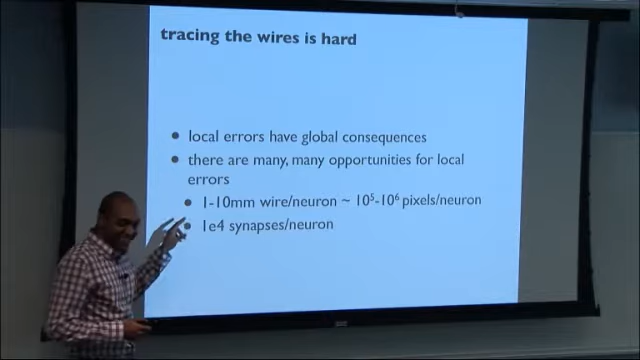 tracing the wires is hard
local errors have global consequences
there are many, many opportunities for local
errors
1-10mm wire/neuron ~ 10⁵-10⁶ pixels/neuron
1e4 synapses/neuron